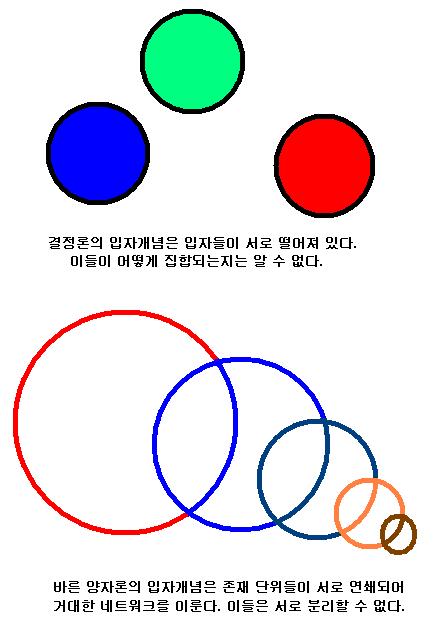 결정론의 입자개념은 입자들이 서로 떨어져 있다.
이들이 어떻게 집합되는지는 알 수 없다.
바른 양자론의 입자개념은 존재 단위들이 서로 연쇄되어
거대한 네트워크를 이룬다. 이들은 서로 분리할 수 없다.